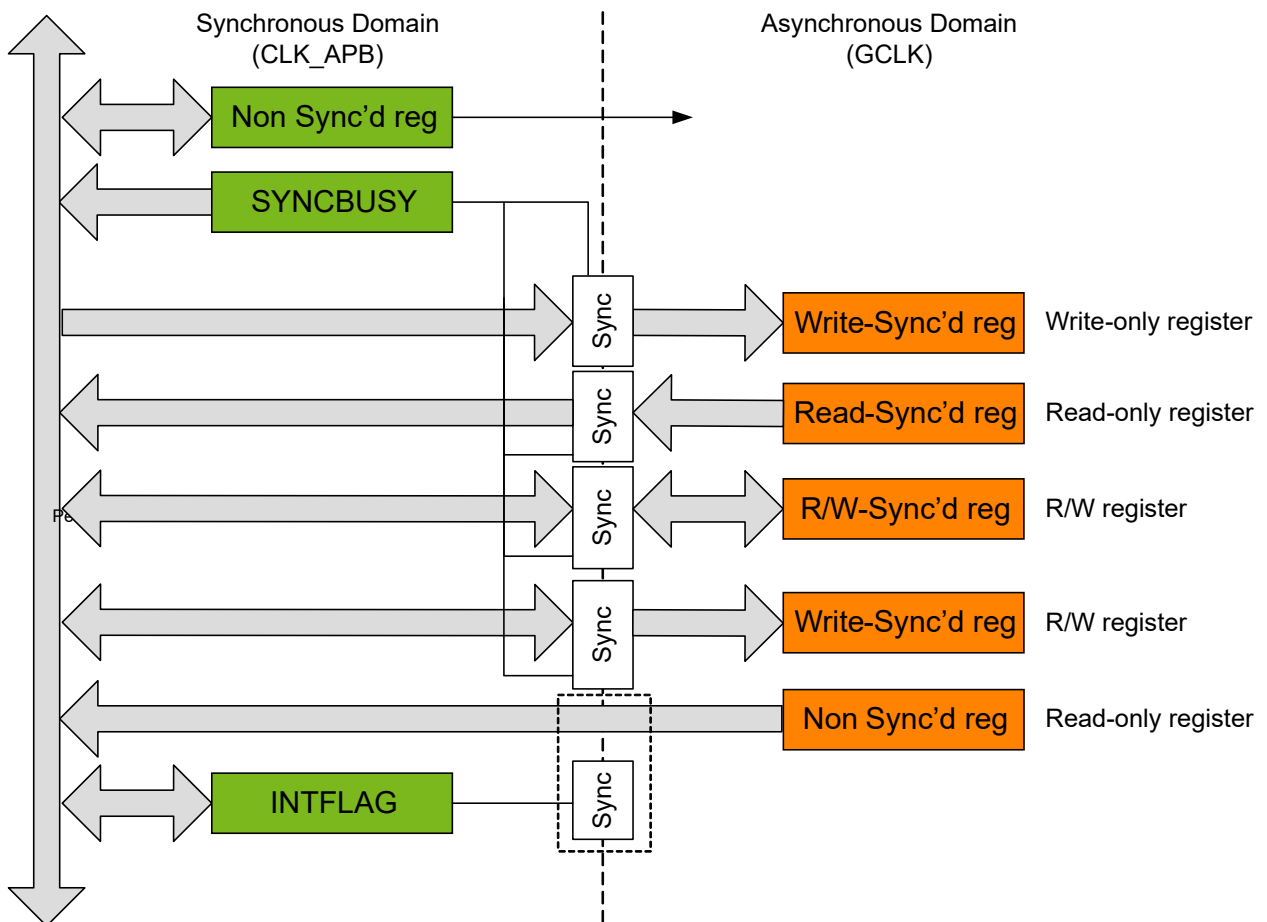 Synchronous Domain
(CLK_APB)
Asynchronous Domain
(GCLK)
Non Sync’d reg
SYNCBUSY
Sync
Write-Sync’d reg
Write-only register
Sync
Read-Sync’d reg
Read-only register
Sync
R/W-Sync’d reg
R/W register
Sync
Write-Sync’d reg
R/W register
Non Sync’d reg
Read-only register
INTFLAG
Sync